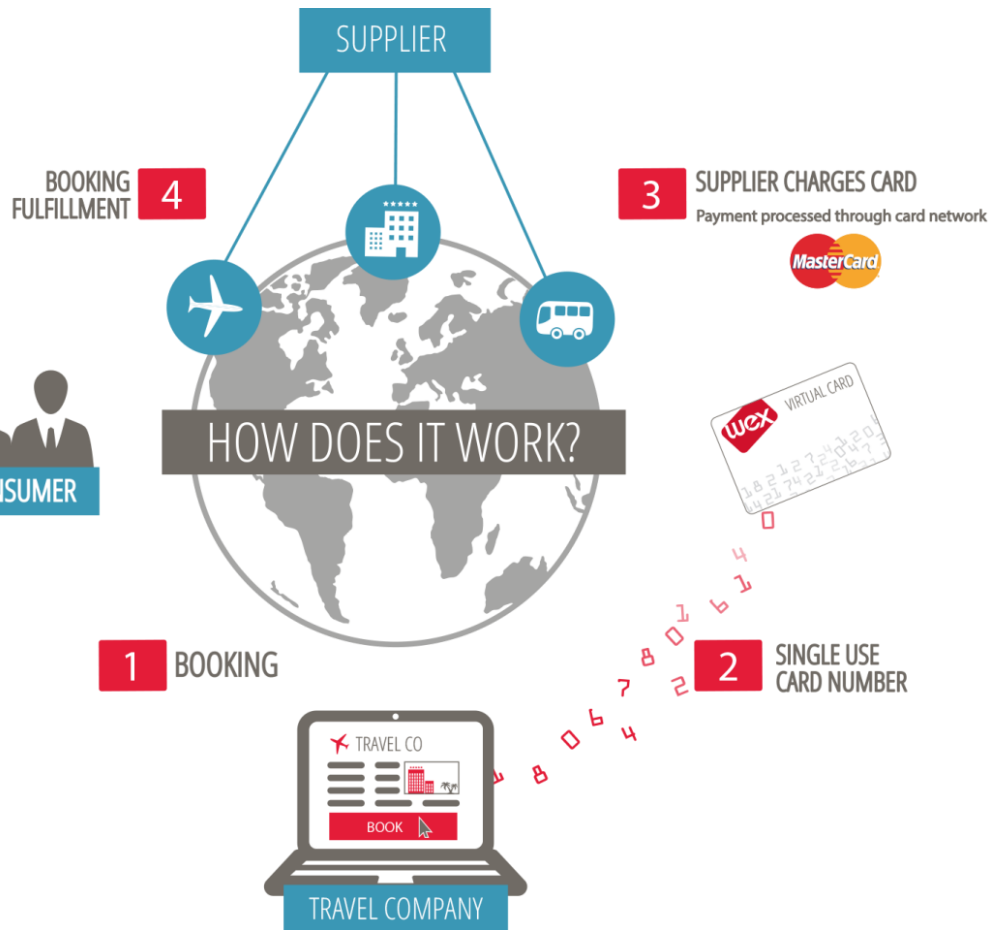 SUPPLIER
BOOKING
FULFILLMENT
4
3
SUPPLIER CHARGES CARD
Payment processed through card network
MasterCard
HOW DOES IT WORK?
wex
VIRTUAL CARD
NSUMER
1
BOOKING
2
SINGLE USE
CARD NUMBER
TRAVEL CO
BOOK
TRAVEL COMPANY